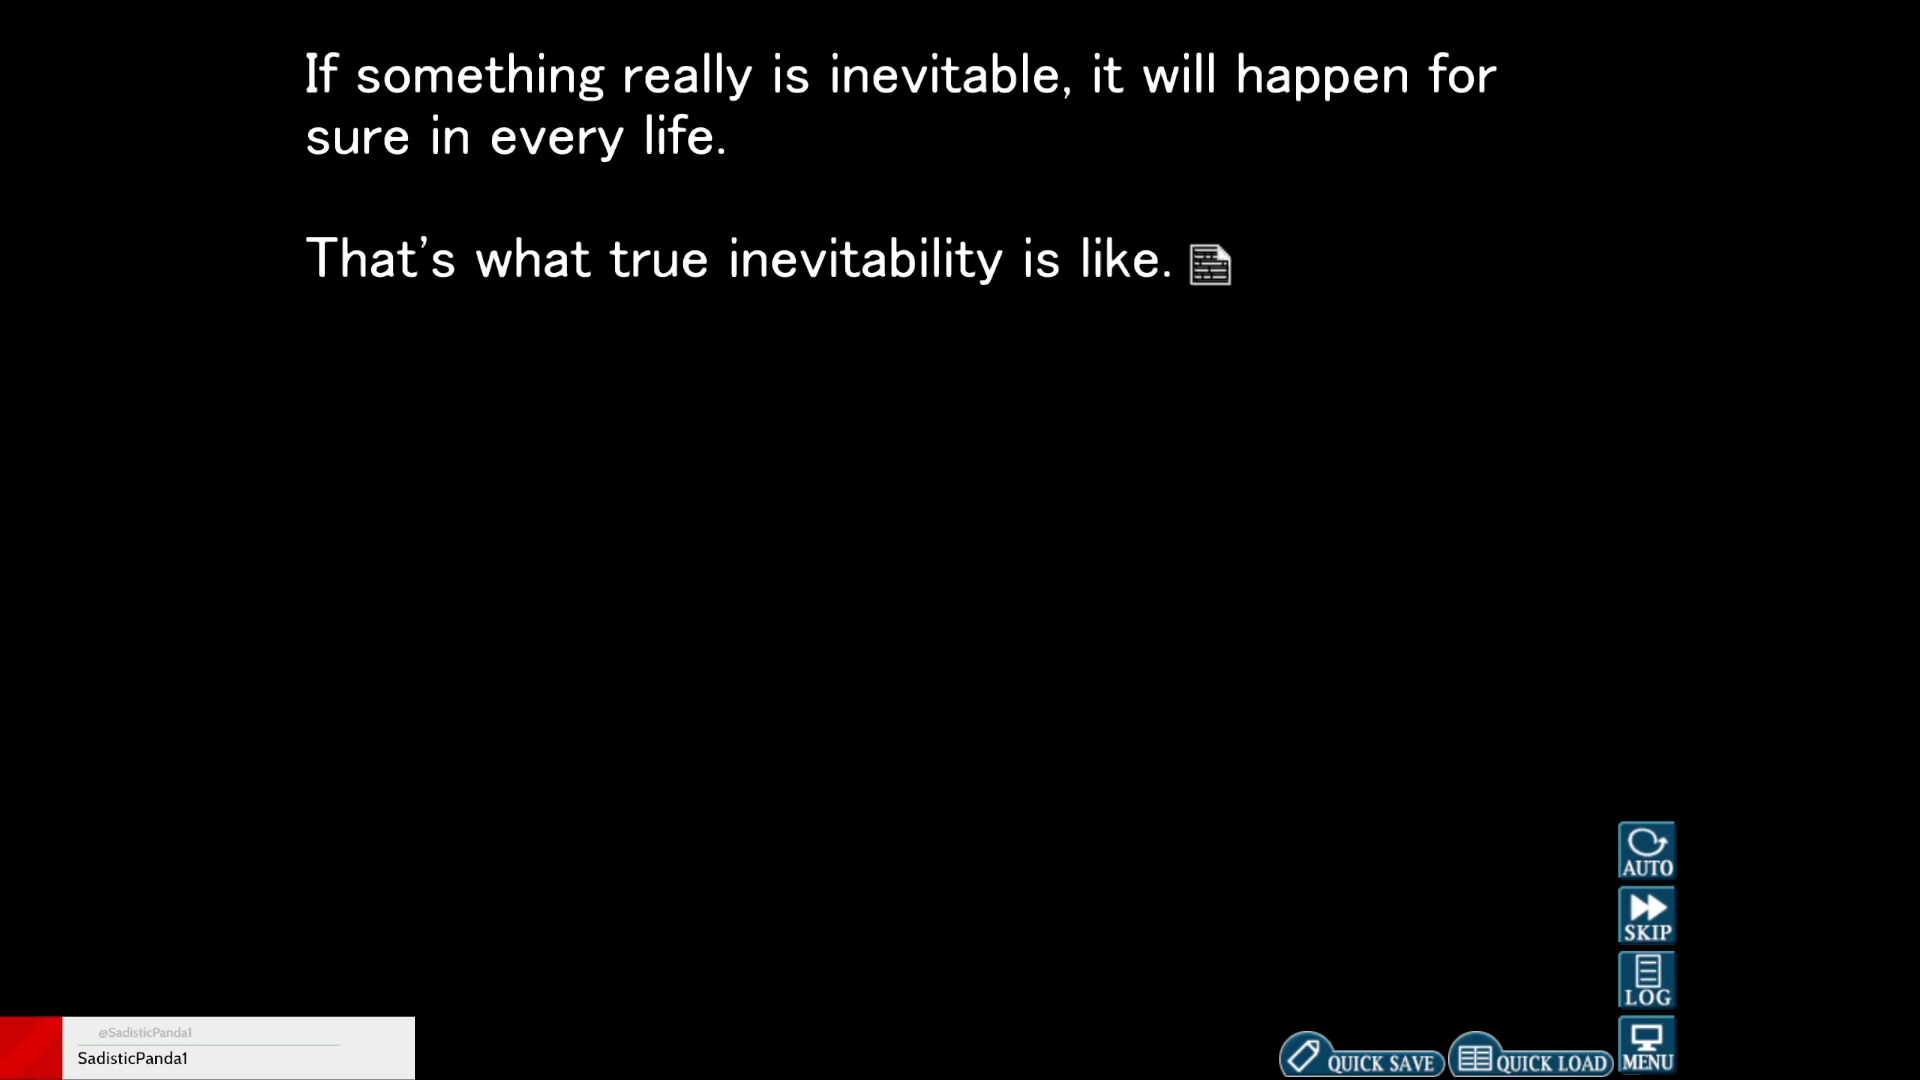 If something really is inevitable, it will happen for
sure in every life.
That's what true inevitability is like.
AUTO
SKIP
LOG
MENU
QUICK SAVE
QUICK LOAD
@SadisticPanda1
SadisticPanda1